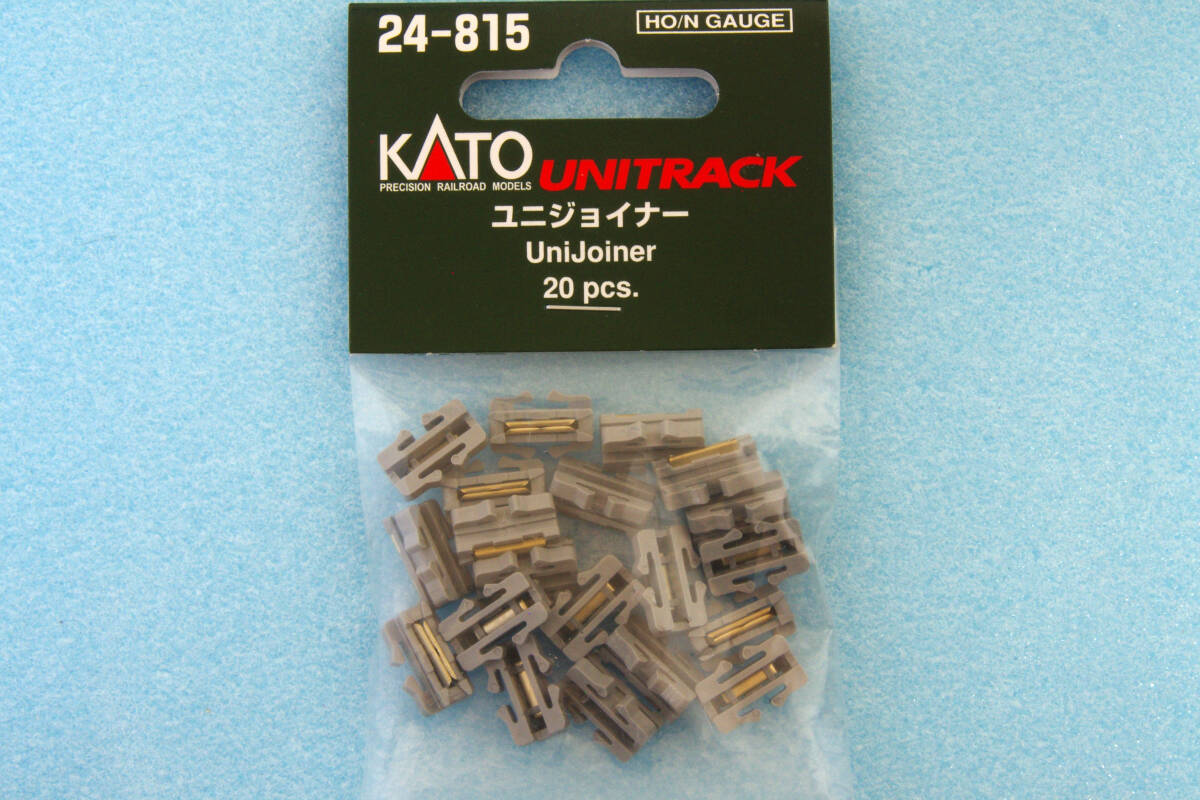 24-815
HO/N GAUGE
KATO UNITRACK
PRECISION RAILROAD MODELS
ユニジョイナー
UniJoiner
20 pcs.